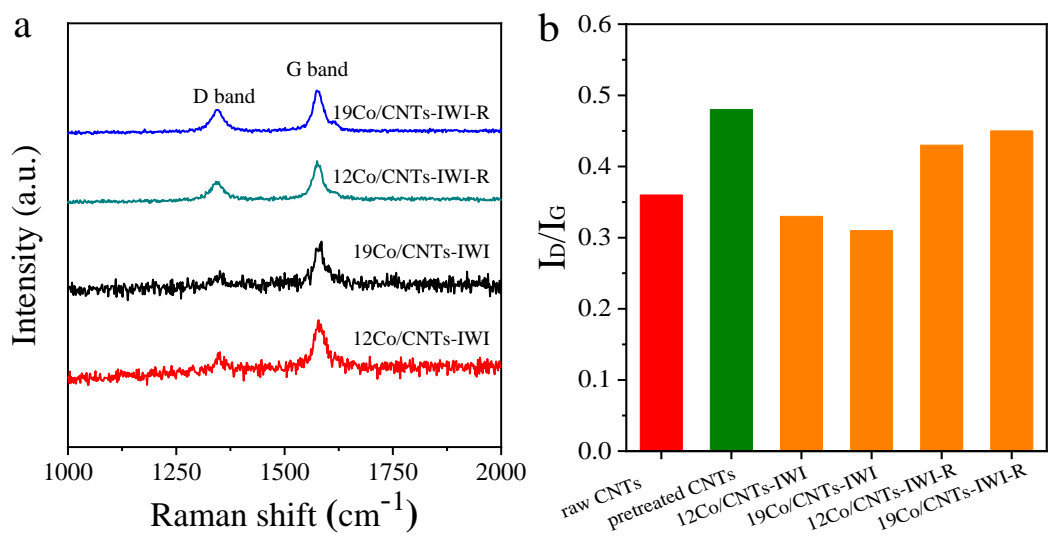 a
G band
D band
19Co/CNTs-IWI-R
12Co/CNTs-IWI-R
19Co/CNTs-IWI
12Co/CNTs-IWI
Intensity (a.u.)
1000 1250 1500 1750 2000
Raman shift (cm⁻¹)
b
0.6
0.5
0.4
0.3
0.2
0.1
0.0
I_D/I_G
raw CNTs
pretreated CNTs
12Co/CNTs-IWI
19Co/CNTs-IWI
12Co/CNTs-IWI-R
19Co/CNTs-IWI-R